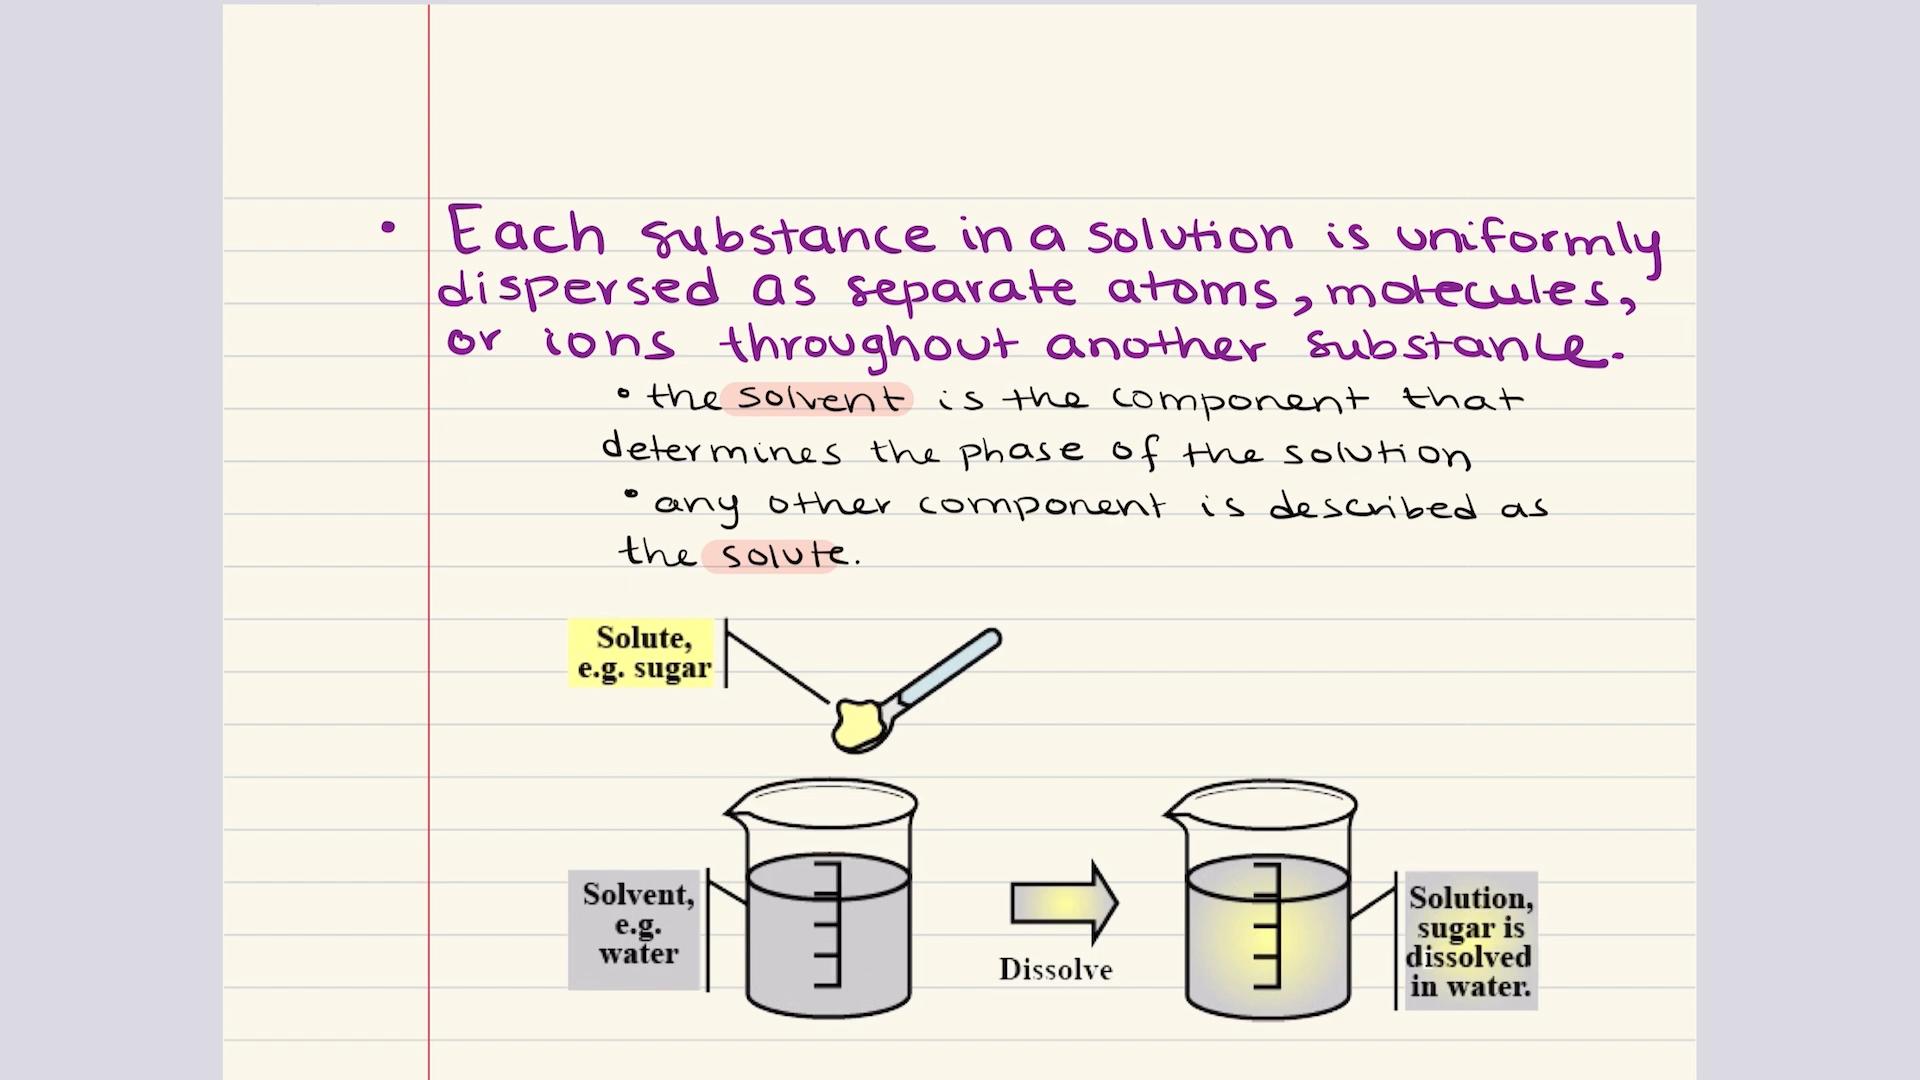 • Each substance in a solution is uniformly
dispersed as separate atoms, molecules,
or ions throughout another substance.
• the solvent is the component that
determines the phase of the solution
• any other component is described as
the solute.
Solute,
e.g. sugar
Solvent,
e.g.
water
Dissolve
Solution,
sugar is
dissolved
in water.